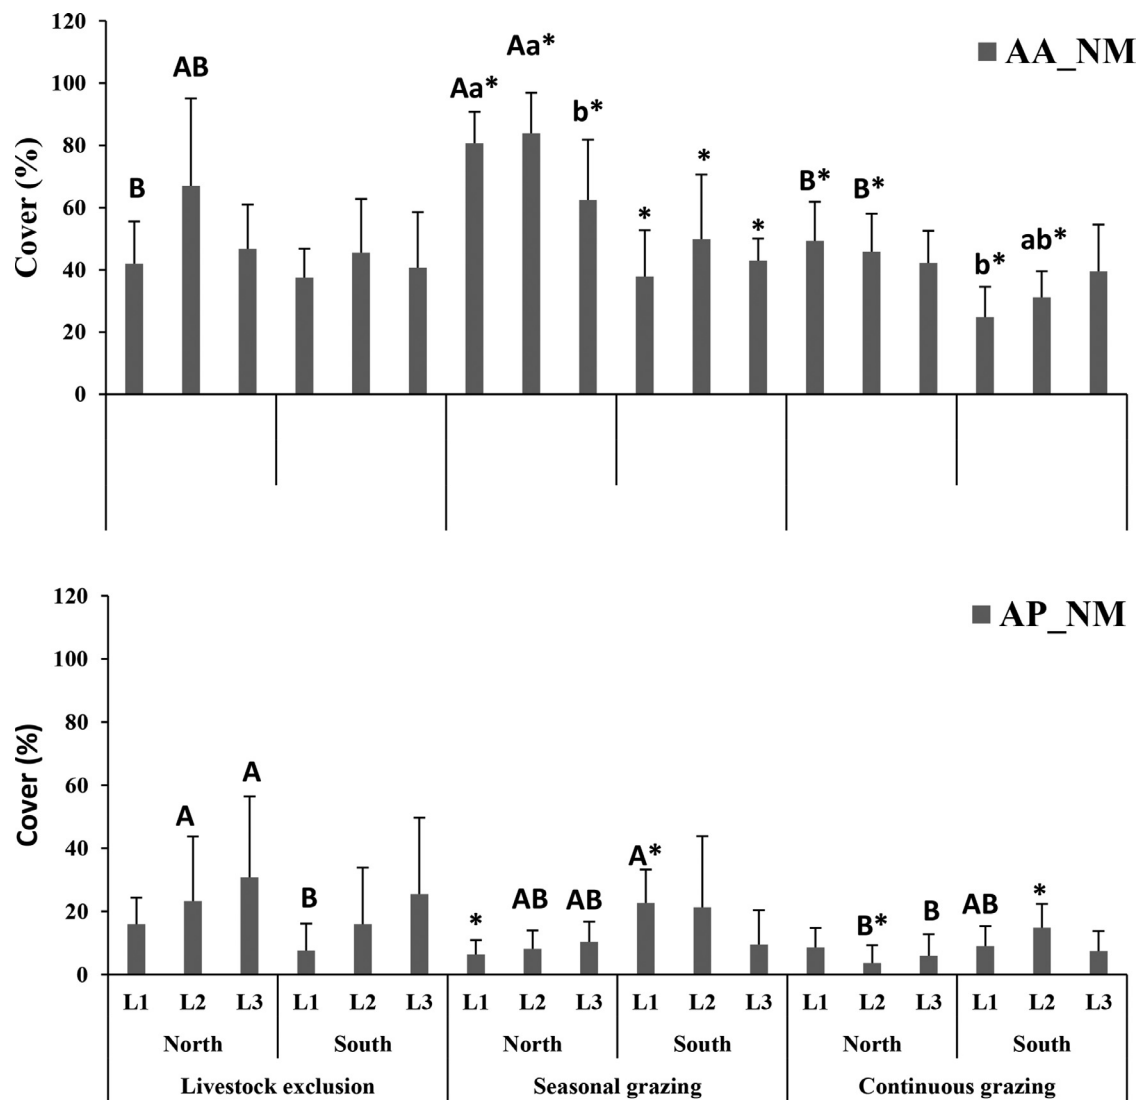 120
AA_NM
Aa*
AB
100
Aa*
b*
80
*
B
B*
B*
60
*
*
ab*
40
b*
20
0
Cover (%)
120
AP_NM
100
80
60
A
A
40
A*
B
AB
AB
B
AB
*
20
*
B*
0
Cover (%)
L1 L2 L3 L1 L2 L3 L1 L2 L3 L1 L2 L3 L1 L2 L3 L1 L2 L3
North South North South North South
Livestock exclusion Seasonal grazing Continuous grazing